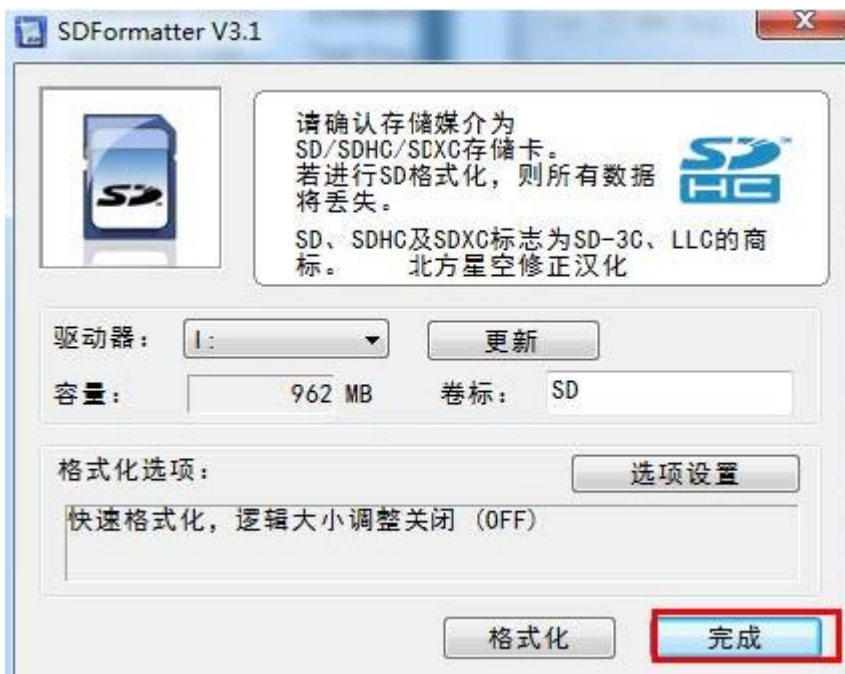 SDFormatter V3.1
SD
请确认存储媒介为
SD/SDHC/SDXC存储卡。
若进行SD格式化，则所有数据
将丢失。
SD
HC
SD、SDHC及SDXC标志为SD-3C、LLC的商
标。 北方星空修正汉化
驱动器： I: 更新
容量： 962 MB 卷标： SD
格式化选项： 选项设置
快速格式化，逻辑大小调整关闭 (OFF)
格式化 完成